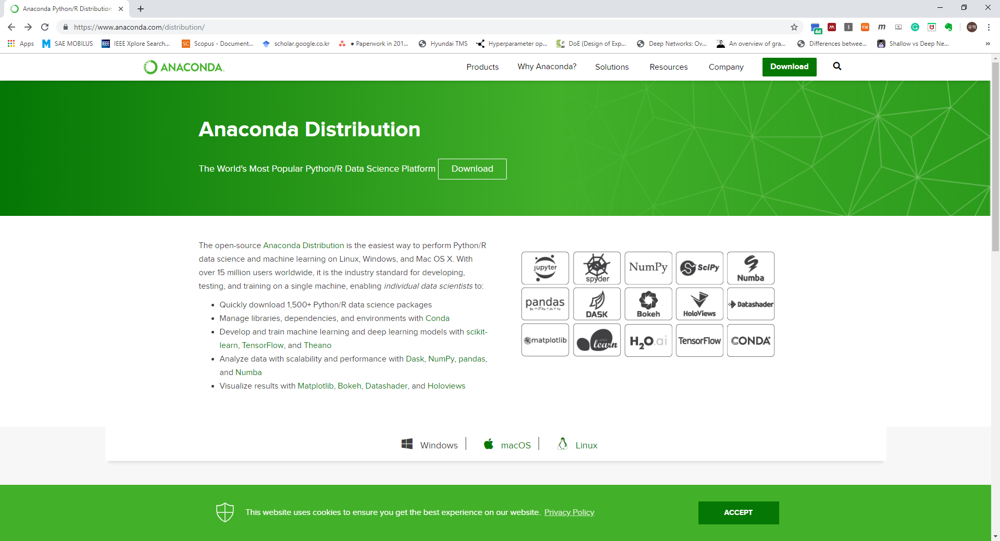 Anaconda Python/R Distribution
https://www.anaconda.com/distribution/
4d
EX
m
유혁
Apps
SAE MOBILUS
IEEE IEEE Xplore Search...
SC Scopus - Document...
scholar.google.co.kr
● Paperwork in 201...
Hyundai TMS
Hyperparameter op...
DoE (Design of Exp...
Deep Networks: Ov...
An overview of gra...
Differences betwee...
Shallow vs Deep Ne...
»
ANACONDA.
Products
Why Anaconda?
Solutions
Resources
Company
Download
Anaconda Distribution
The World's Most Popular Python/R Data Science Platform
Download
The open-source Anaconda Distribution is the easiest way to perform Python/R
data science and machine learning on Linux, Windows, and Mac OS X. With
over 15 million users worldwide, it is the industry standard for developing,
testing, and training on a single machine, enabling individual data scientists to:
• Quickly download 1,500+ Python/R data science packages
• Manage libraries, dependencies, and environments with Conda
• Develop and train machine learning and deep learning models with scikit-
learn, TensorFlow, and Theano
• Analyze data with scalability and performance with Dask, NumPy, pandas,
and Numba
• Visualize results with Matplotlib, Bokeh, Datashader, and Holoviews
jupyter
spyder
NumPy
SciPy
Numba
pandas
DASK
Bokeh
HoloViews
Datashader
matplotlib
scikit
learn
H2O.ai
TensorFlow
CONDA
Windows
macOS
Linux
This website uses cookies to ensure you get the best experience on our website. Privacy Policy
ACCEPT